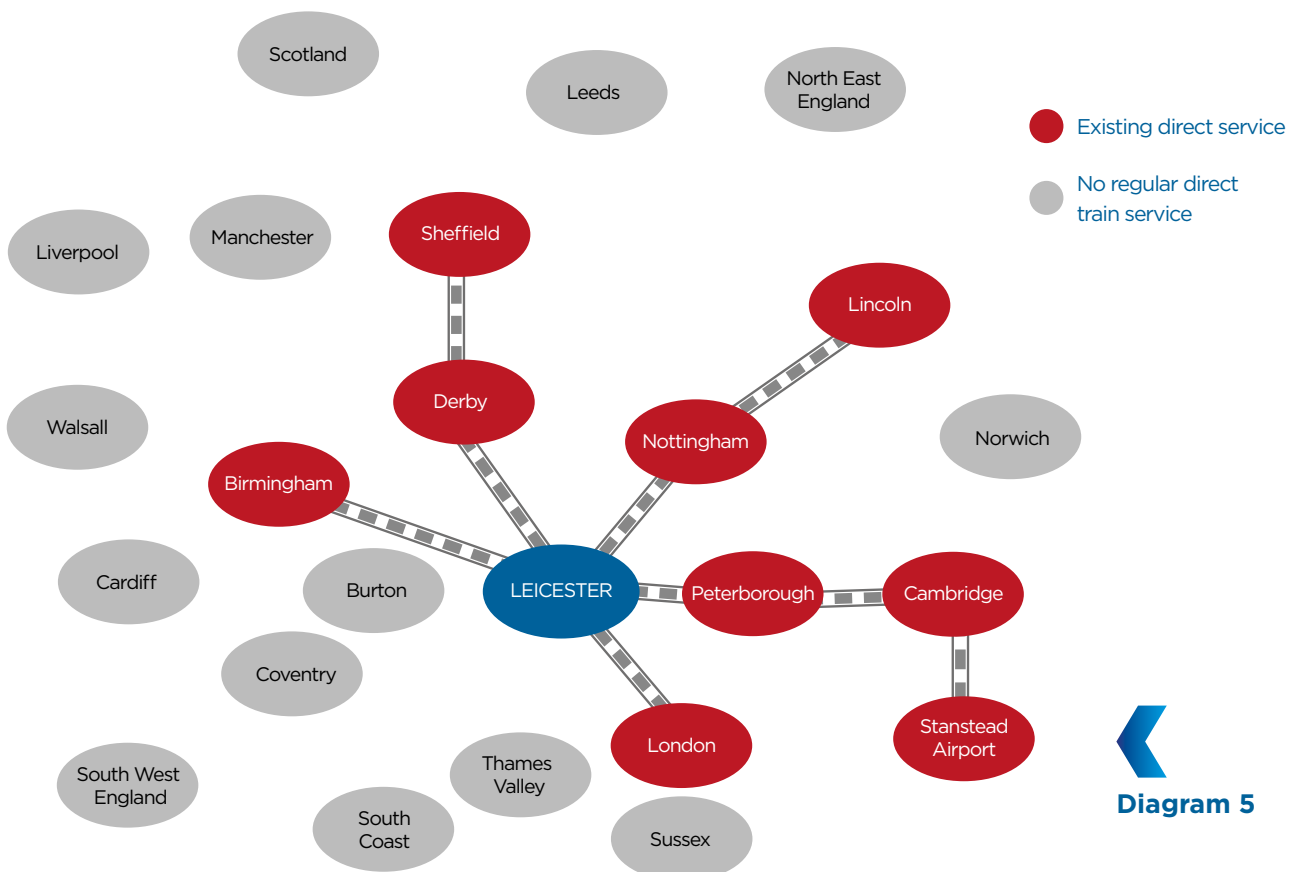 Scotland
Leeds
North East
England
Existing direct service
No regular direct
train service
Liverpool
Manchester
Sheffield
Lincoln
Walsall
Derby
Nottingham
Norwich
Birmingham
Cardiff
Burton
LEICESTER
Peterborough
Cambridge
Coventry
London
Stanstead
Airport
South West
England
Thames
Valley
South
Coast
Sussex
Diagram 5